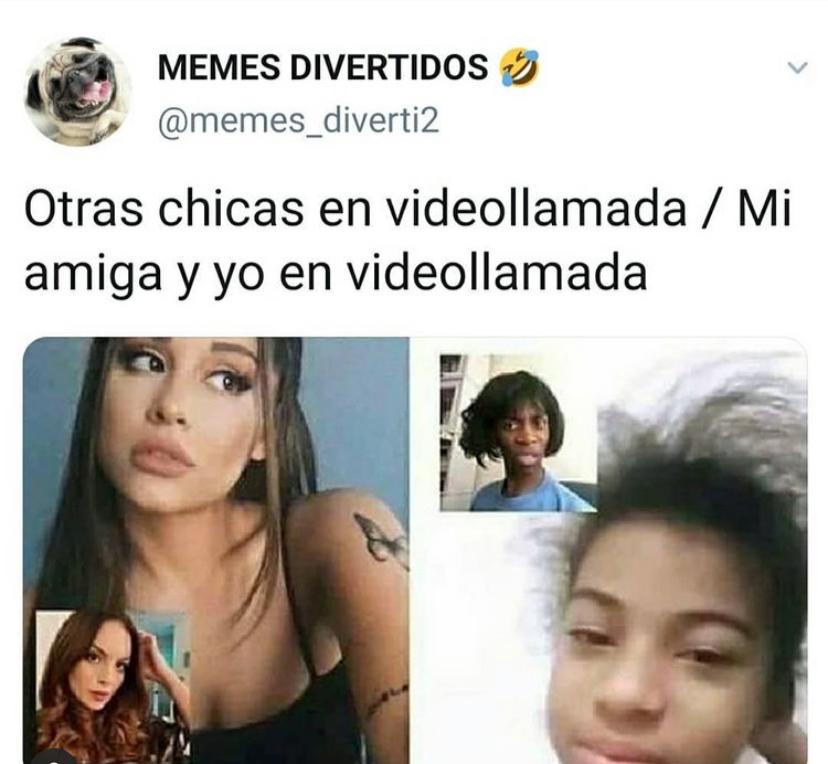 MEMES DIVERTIDOS 🤣
@memes_diverti2
Otras chicas en videollamada / Mi
amiga y yo en videollamada